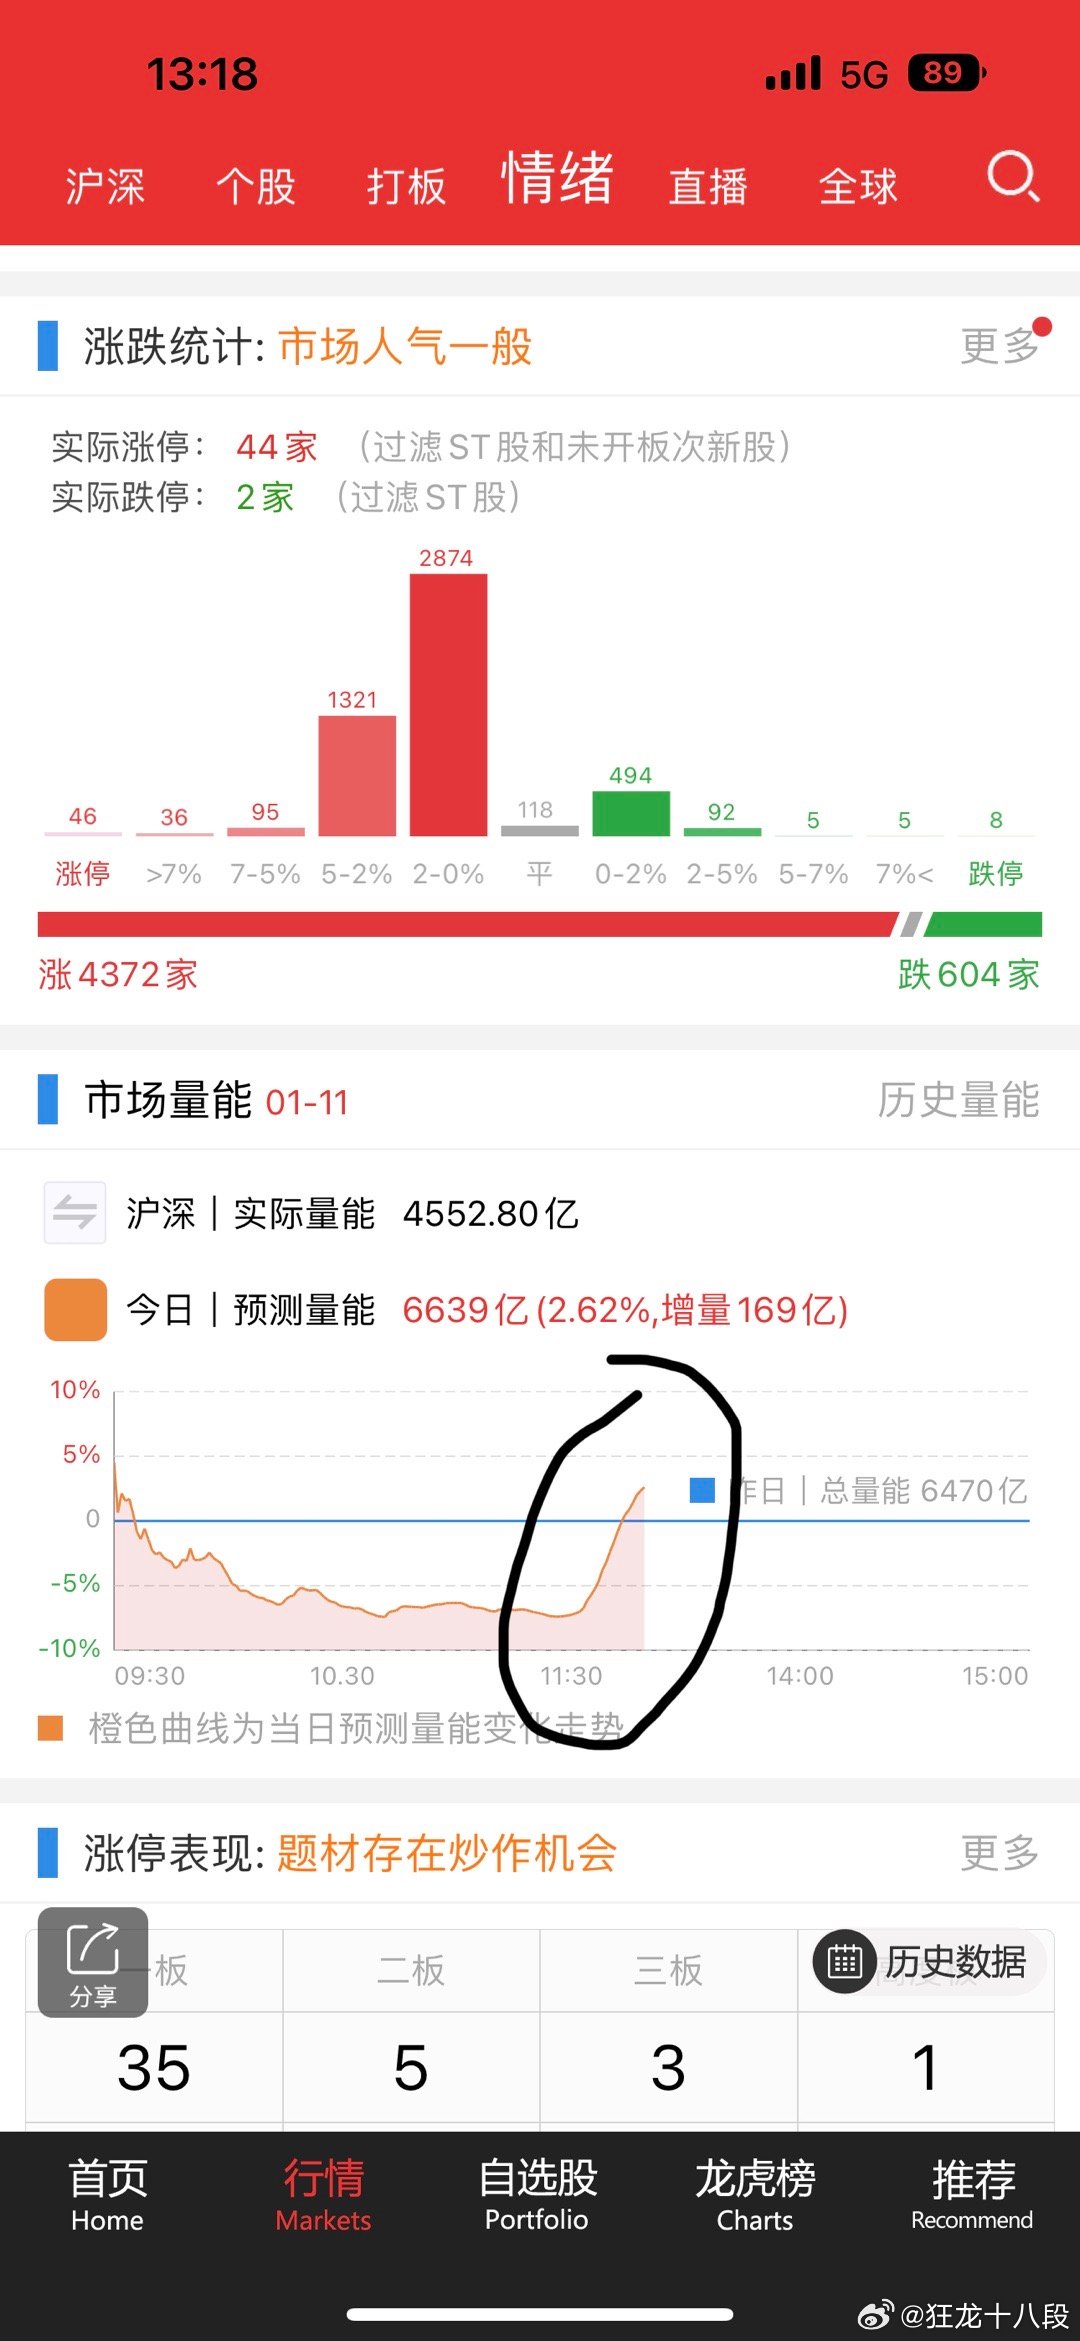 13:18 5G 89
沪深 个股 打板 情绪 直播 全球
涨跌统计: 市场人气一般 更多
实际涨停: 44家 (过滤ST股和未开板次新股)
实际跌停: 2家 (过滤ST股)
2874
1321
494
46 36 95 118 92 5 5 8
涨停 >7% 7-5% 5-2% 2-0% 平 0-2% 2-5% 5-7% 7%< 跌停
涨4372家 跌604家
市场量能 01-11 历史量能
沪深 | 实际量能 4552.80亿
今日 | 预测量能 6639亿(2.62%,增量169亿)
10%
5%
昨日 | 总量能 6470亿
0
-5%
-10%
09:30 10.30 11:30 14:00 15:00
橙色曲线为当日预测量能变化走势
涨停表现: 题材存在炒作机会 更多
分享 板 二板 三板 历史数据
35 5 3 1
首页 行情 自选股 龙虎榜 推荐
Home Markets Portfolio Charts Recommend
@狂龙十八段